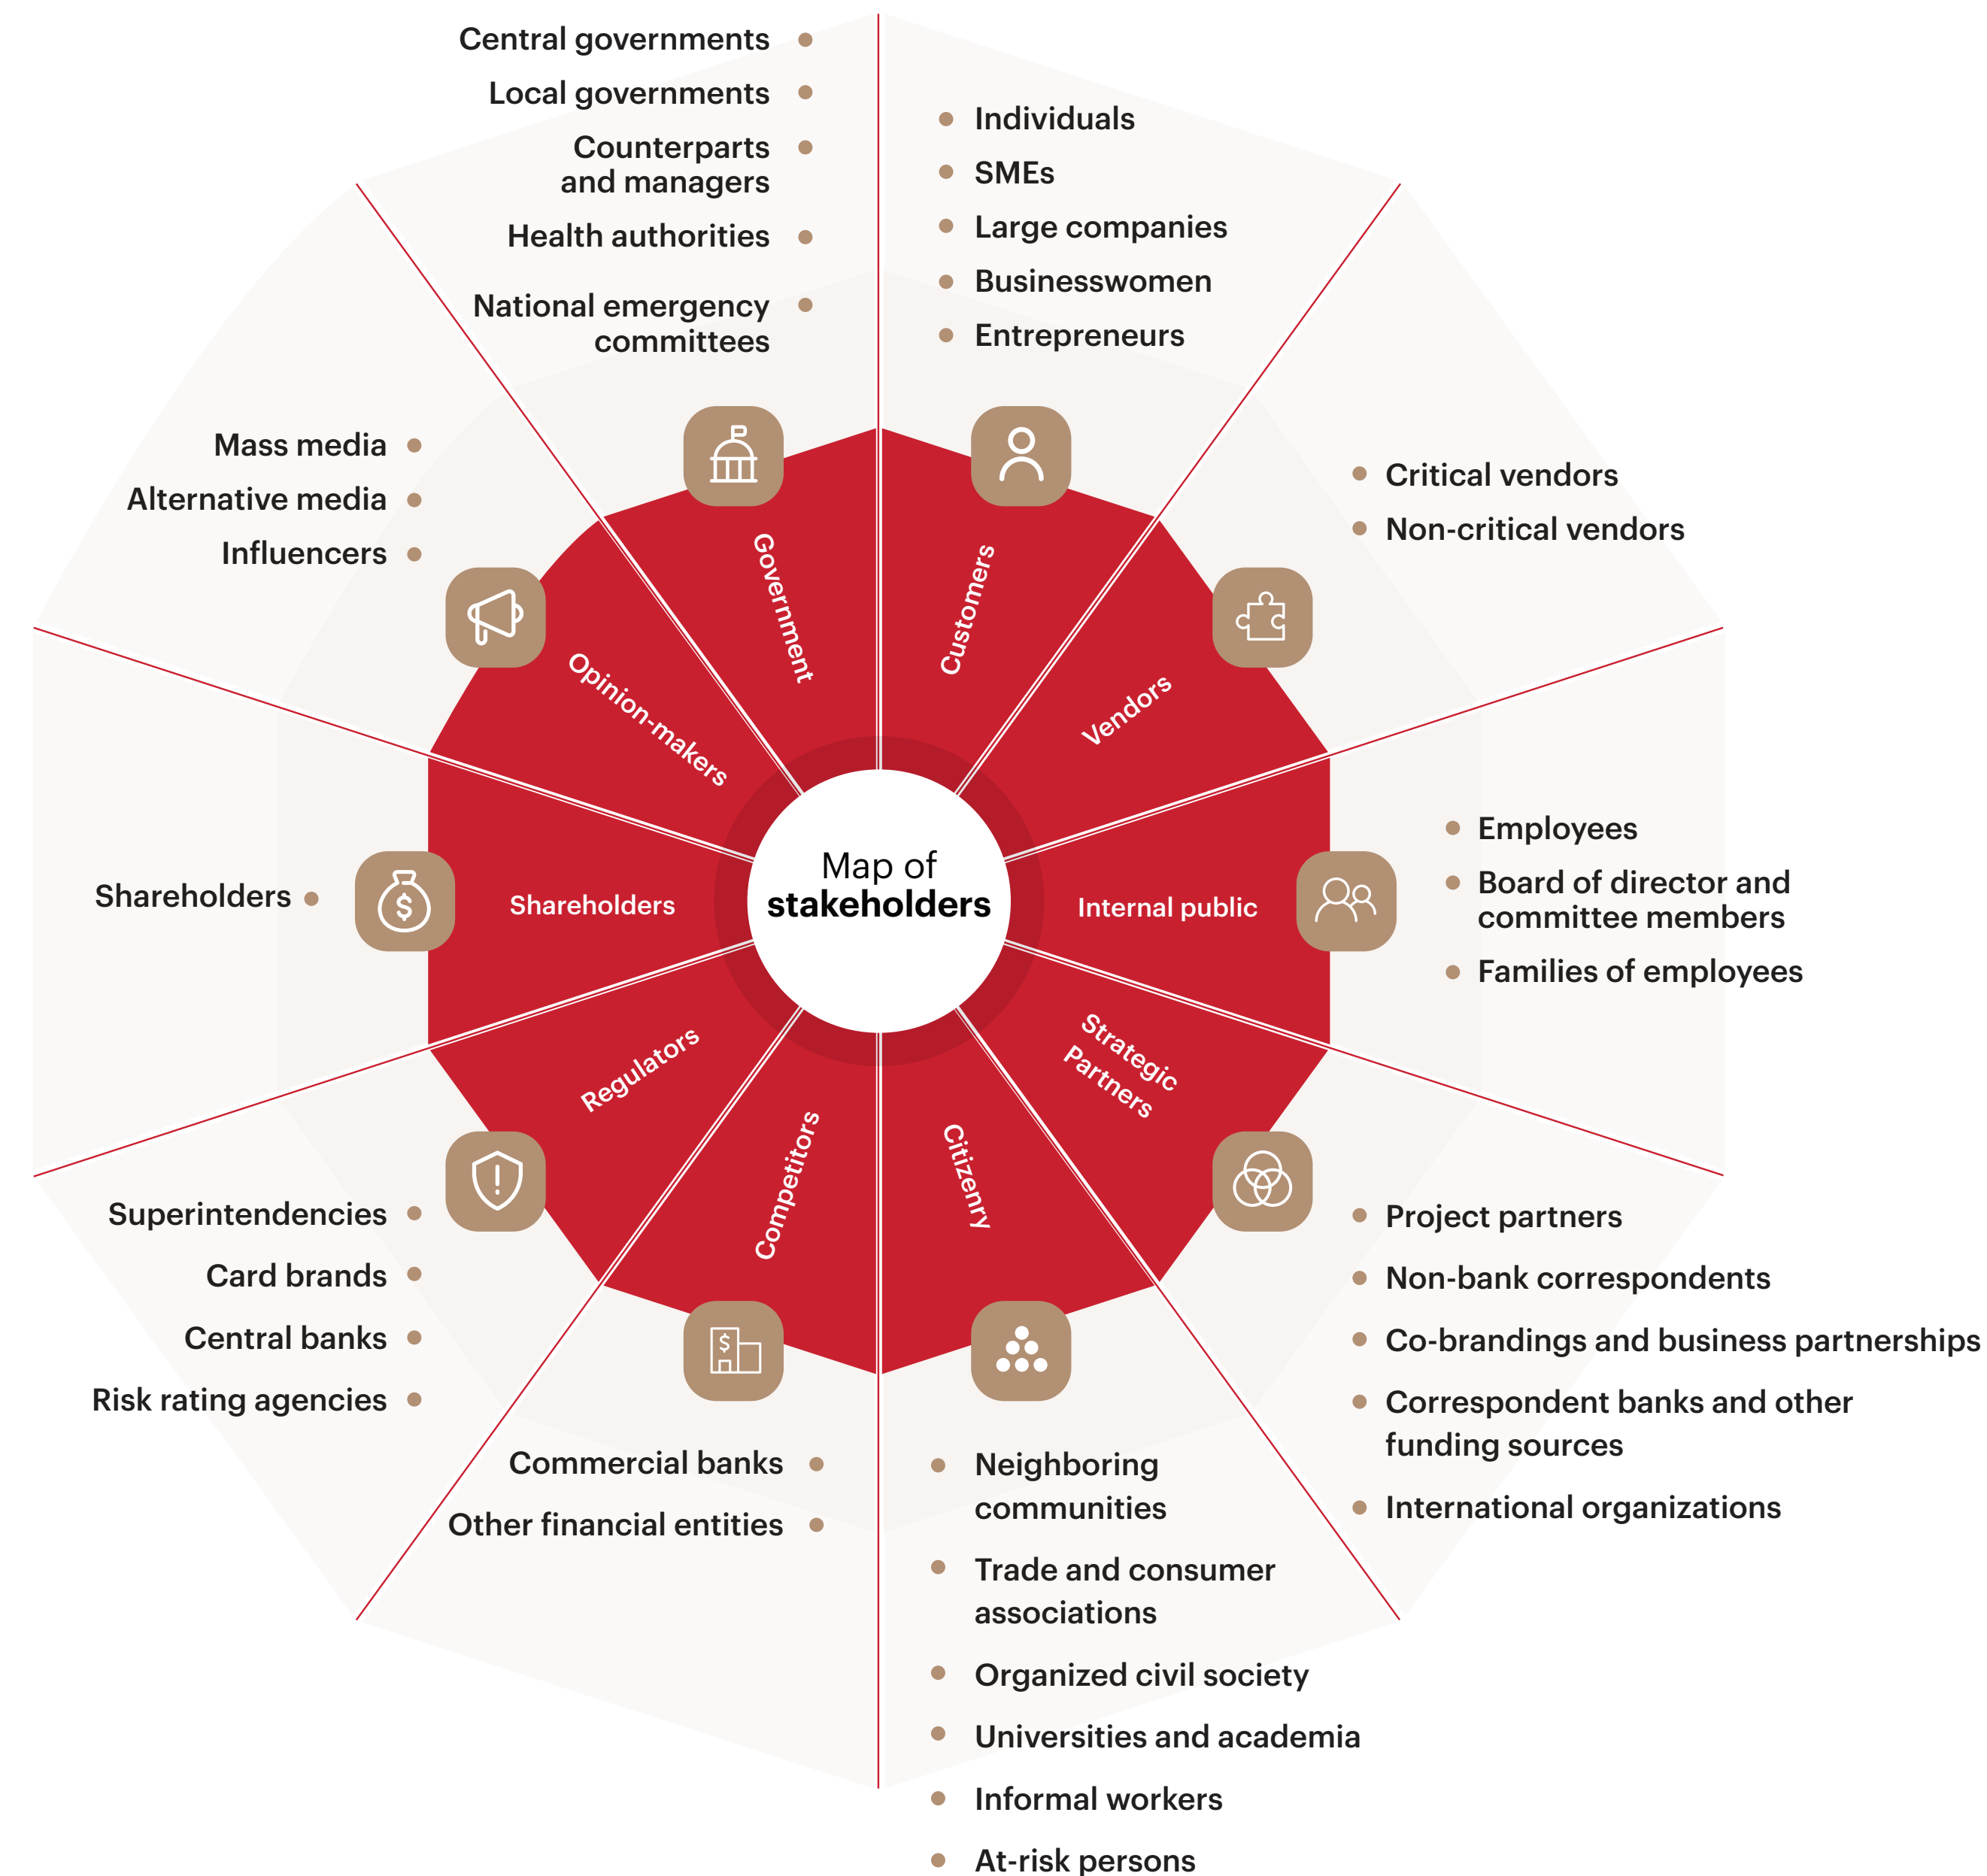 Central governments
Local governments
Counterparts
and managers
Health authorities
National emergency
committees
Individuals
SMEs
Large companies
Businesswomen
Entrepreneurs
Mass media
Alternative media
Influencers
Critical vendors
Non-critical vendors
Government
Customers
Opinion-makers
Vendors
Shareholders
Shareholders
Map of
stakeholders
Internal public
Employees
Board of director and
committee members
Families of employees
Regulators
Competitors
Citizenry
Strategic
Partners
Superintendencies
Card brands
Central banks
Risk rating agencies
Project partners
Non-bank correspondents
Co-brandings and business partnerships
Correspondent banks and other
funding sources
International organizations
Commercial banks
Other financial entities
Neighboring
communities
Trade and consumer
associations
Organized civil society
Universities and academia
Informal workers
At-risk persons
$
$